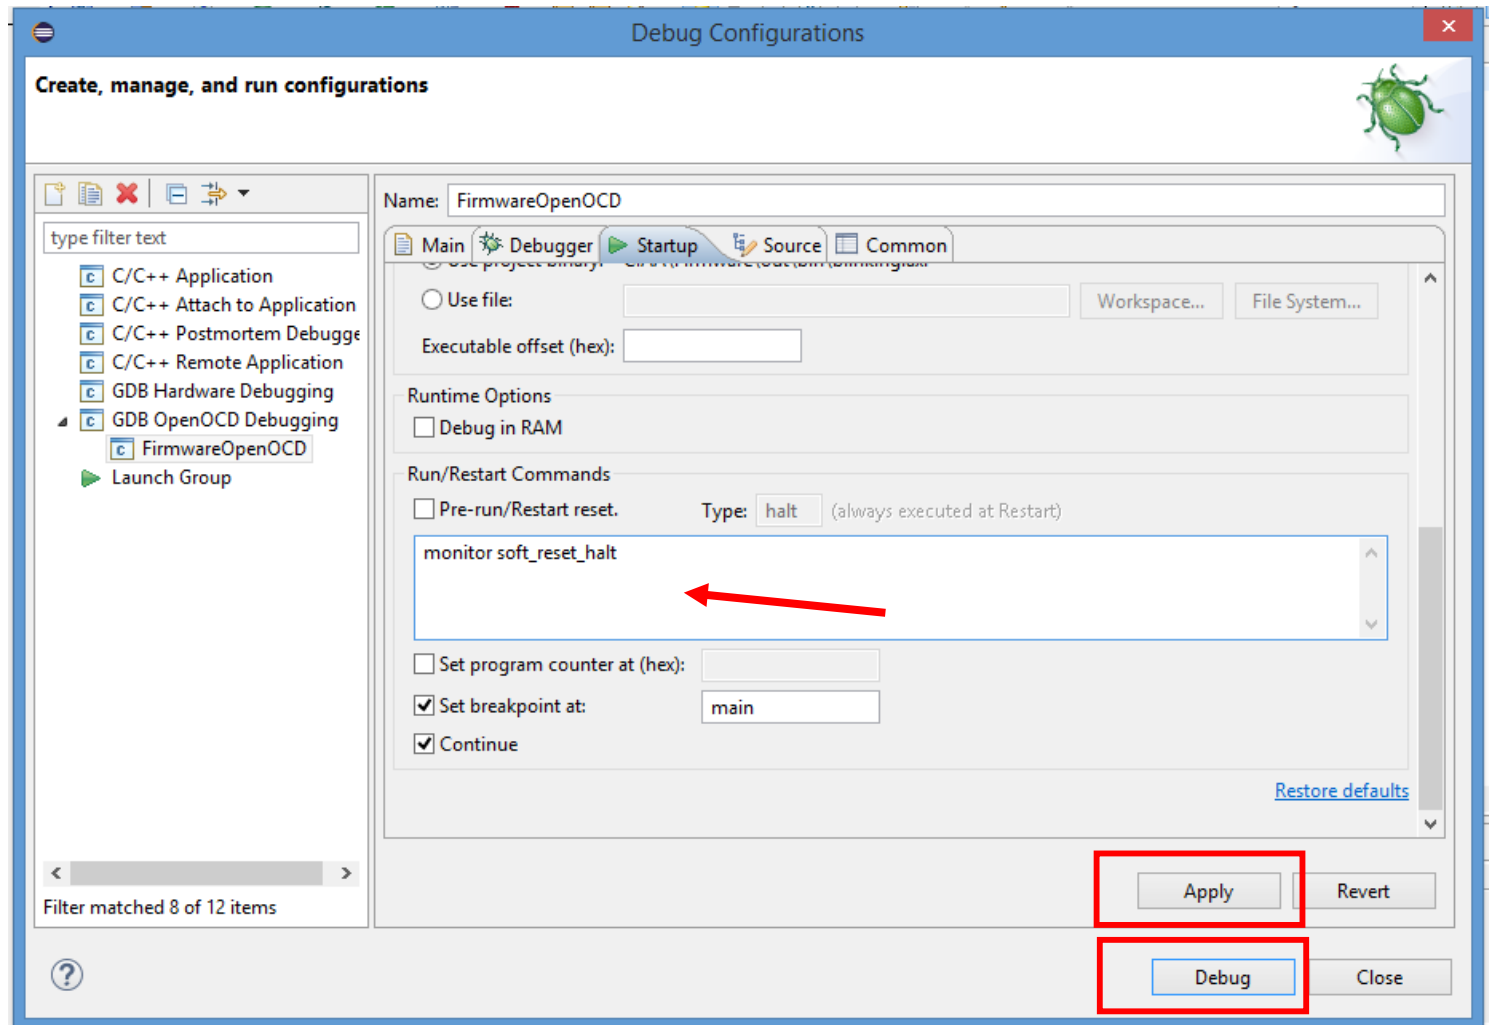 Debug Configurations
Create, manage, and run configurations
Name: FirmwareOpenOCD
type filter text
Main Debugger Startup Source Common
C/C++ Application
C/C++ Attach to Application
C/C++ Postmortem Debugge
C/C++ Remote Application
GDB Hardware Debugging
GDB OpenOCD Debugging
FirmwareOpenOCD
Launch Group
Use project binary:
Use file: Workspace... File System...
Executable offset (hex):
Runtime Options
Debug in RAM
Run/Restart Commands
Pre-run/Restart reset. Type: halt (always executed at Restart)
monitor soft_reset_halt
Set program counter at (hex):
Set breakpoint at: main
Continue
Restore defaults
Filter matched 8 of 12 items
Apply Revert
Debug Close